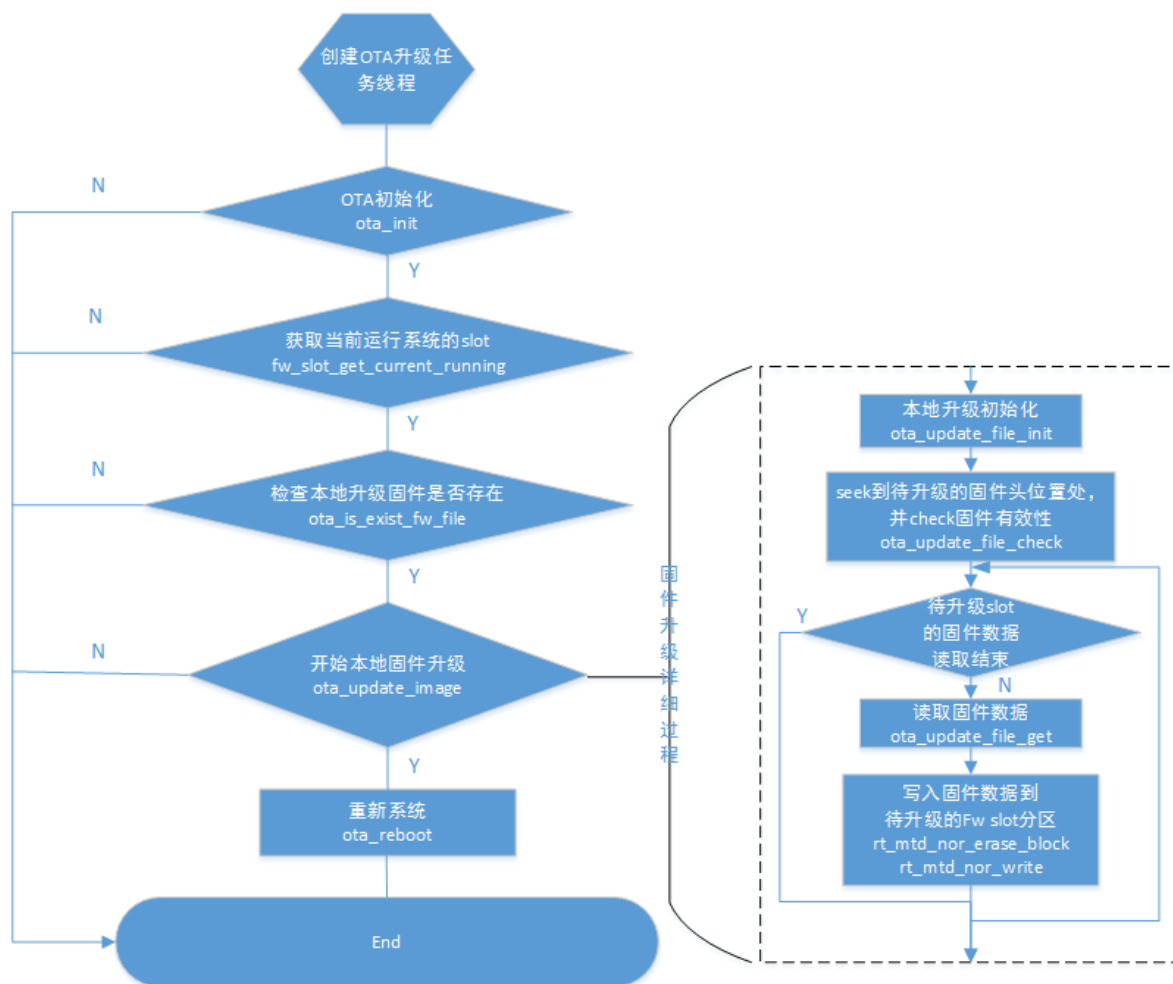 创建OTA升级任
务线程
N
OTA初始化
ota_init
Y
N
获取当前运行系统的slot
fw_slot_get_current_running
Y
N
检查本地升级固件是否存在
ota_is_exist_fw_file
Y
N
开始本地固件升级
ota_update_image
Y
重新系统
ota_reboot
End
固件升级详细过程
本地升级初始化
ota_update_file_init
seek到待升级的固件头位置处，
并check固件有效性
ota_update_file_check
Y
待升级slot
的固件数据
读取结束
N
读取固件数据
ota_update_file_get
写入固件数据到
待升级的Fw slot分区
rt_mtd_nor_erase_block
rt_mtd_nor_write